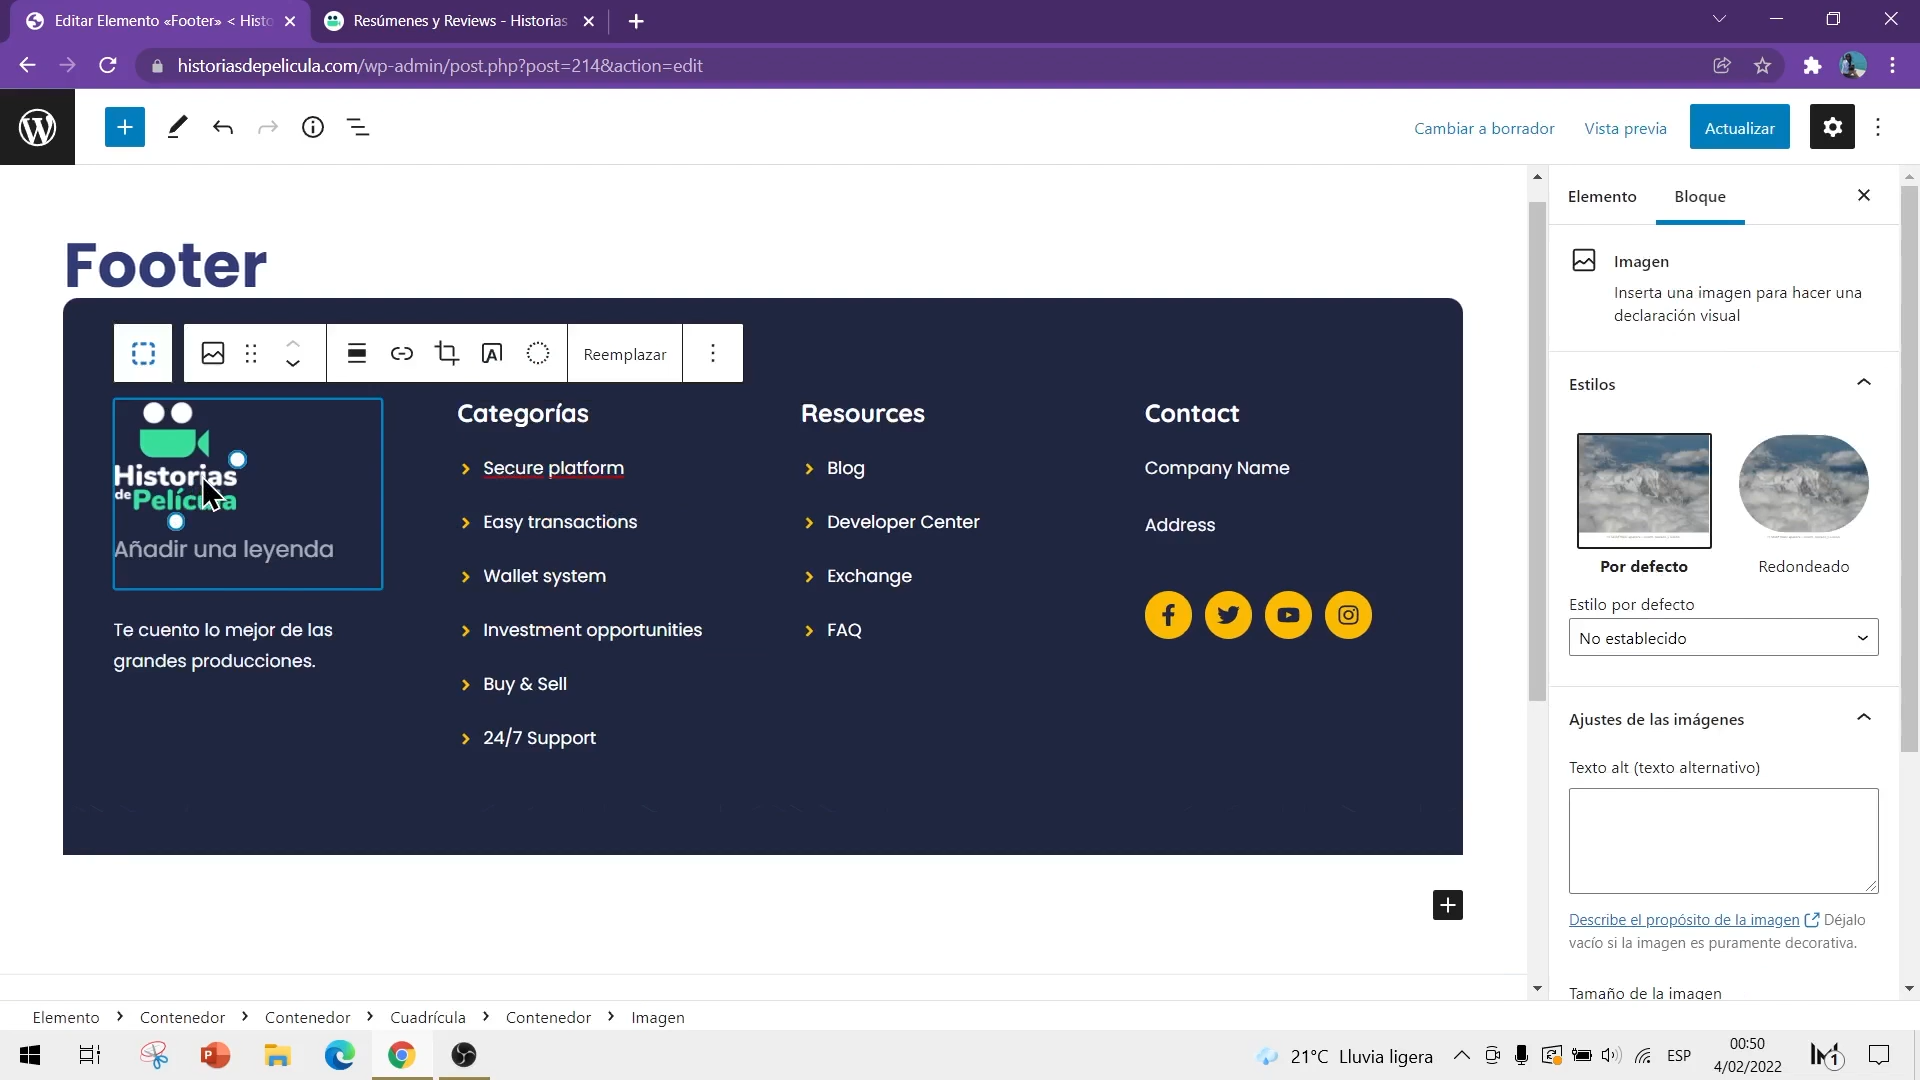 Editar Elemento «Footer» < Histo
Resúmenes y Reviews - Historias
historiasdepelicula.com/wp-admin/post.php?post=214&action=edit
Cambiar a borrador
Vista previa
Actualizar
Footer
Reemplazar
Historias
de Película
Añadir una leyenda
Te cuento lo mejor de las
grandes producciones.
Categorías
Secure platform
Easy transactions
Wallet system
Investment opportunities
Buy & Sell
24/7 Support
Resources
Blog
Developer Center
Exchange
FAQ
Contact
Company Name
Address
Elemento
Bloque
Imagen
Inserta una imagen para hacer una
declaración visual
Estilos
Por defecto
Redondeado
Estilo por defecto
No establecido
Ajustes de las imágenes
Texto alt (texto alternativo)
Describe el propósito de la imagen Déjalo
vacío si la imagen es puramente decorativa.
Tamaño de la imagen
Elemento > Contenedor > Contenedor > Cuadrícula > Contenedor > Imagen
21°C Lluvia ligera
ESP
00:50
4/02/2022
1